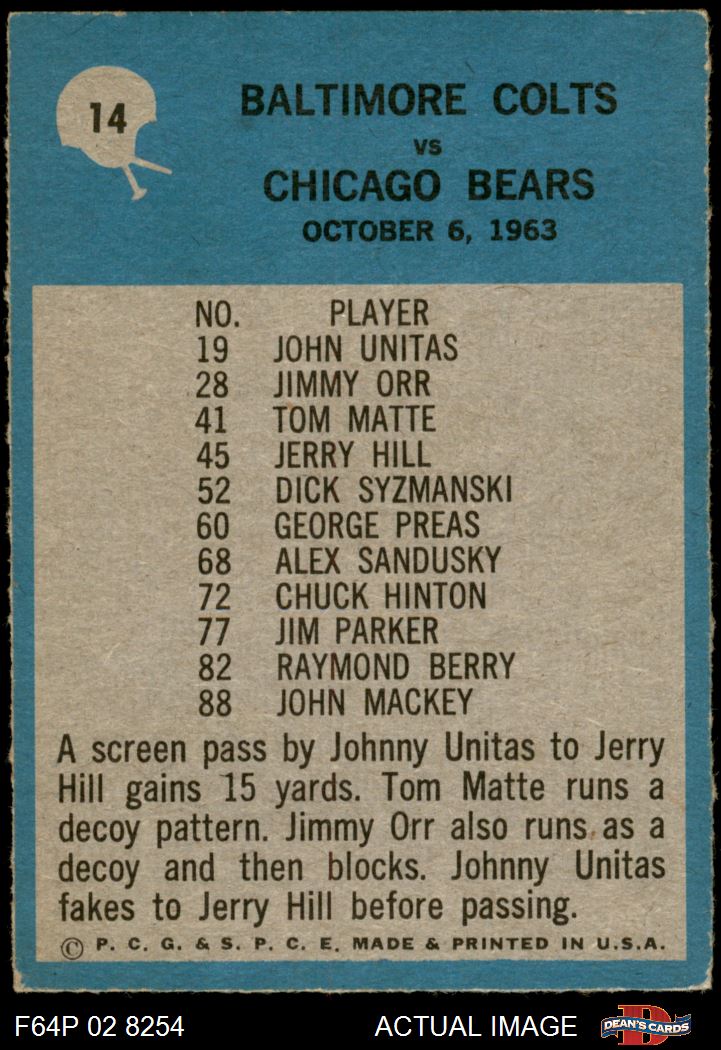 14
BALTIMORE COLTS
VS
CHICAGO BEARS
OCTOBER 6, 1963
NO. PLAYER
19 JOHN UNITAS
28 JIMMY ORR
41 TOM MATTE
45 JERRY HILL
52 DICK SYZMANSKI
60 GEORGE PREAS
68 ALEX SANDUSKY
72 CHUCK HINTON
77 JIM PARKER
82 RAYMOND BERRY
88 JOHN MACKEY
A screen pass by Johnny Unitas to Jerry
Hill gains 15 yards. Tom Matte runs a
decoy pattern. Jimmy Orr also runs as a
decoy and then blocks. Johnny Unitas
fakes to Jerry Hill before passing.
© P. C. G. & S. P. C. E. MADE & PRINTED IN U.S.A.
F64P 02 8254 ACTUAL IMAGE D DEAN'S CARDS